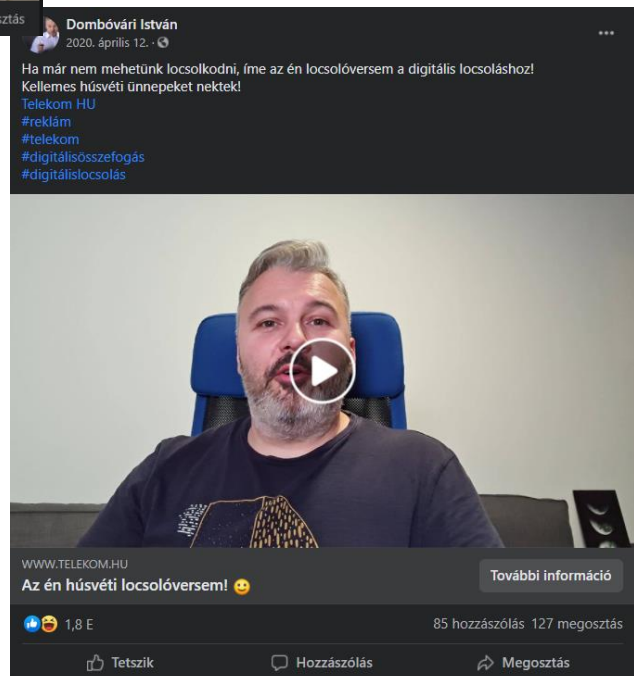 sztás
Dombóvári István
2020. április 12. ·
Ha már nem mehetünk locsolkodni, íme az én locsolóversem a digitális locsoláshoz!
Kellemes húsvéti ünnepeket nektek!
Telekom HU
#reklám
#telekom
#digitálisösszefogás
#digitálislocsolás
WWW.TELEKOM.HU
Az én húsvéti locsolóversem! 🙂
További információ
1,8 E
85 hozzászólás 127 megosztás
Tetszik
Hozzászólás
Megosztás